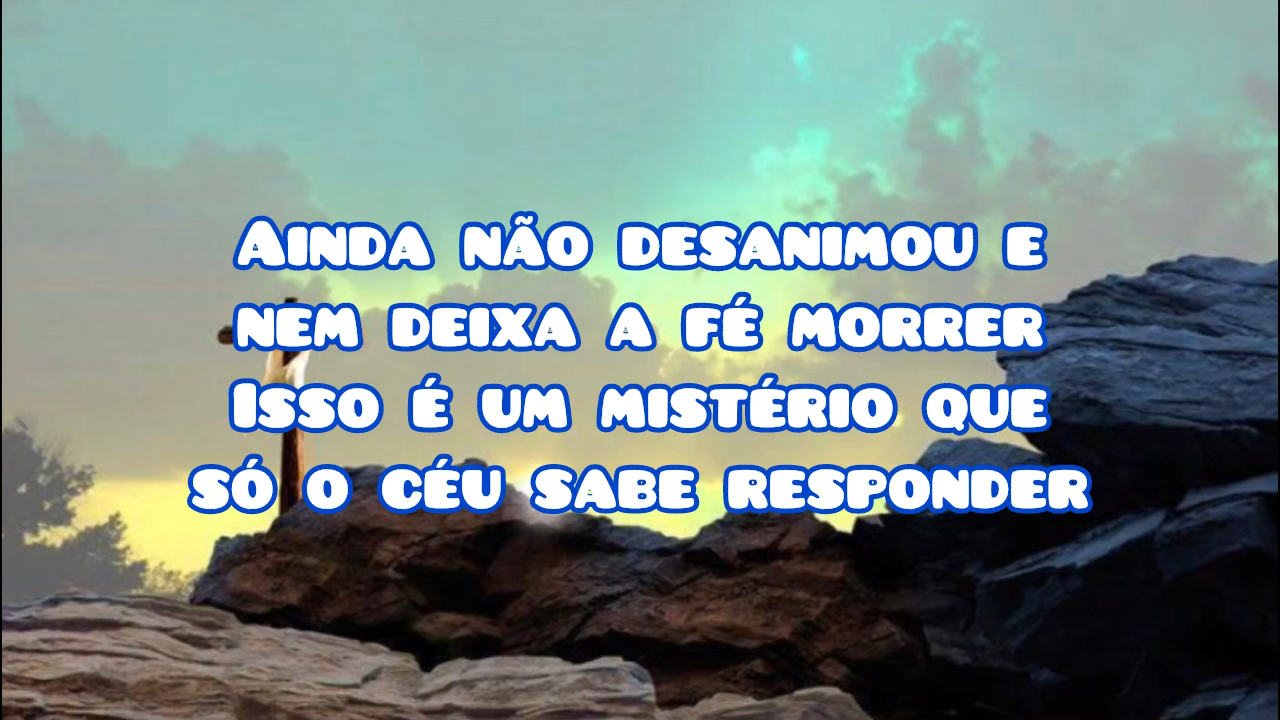 Ainda não desanimou e
nem deixa a fé morrer
Isso é um mistério que
só o céu sabe responder